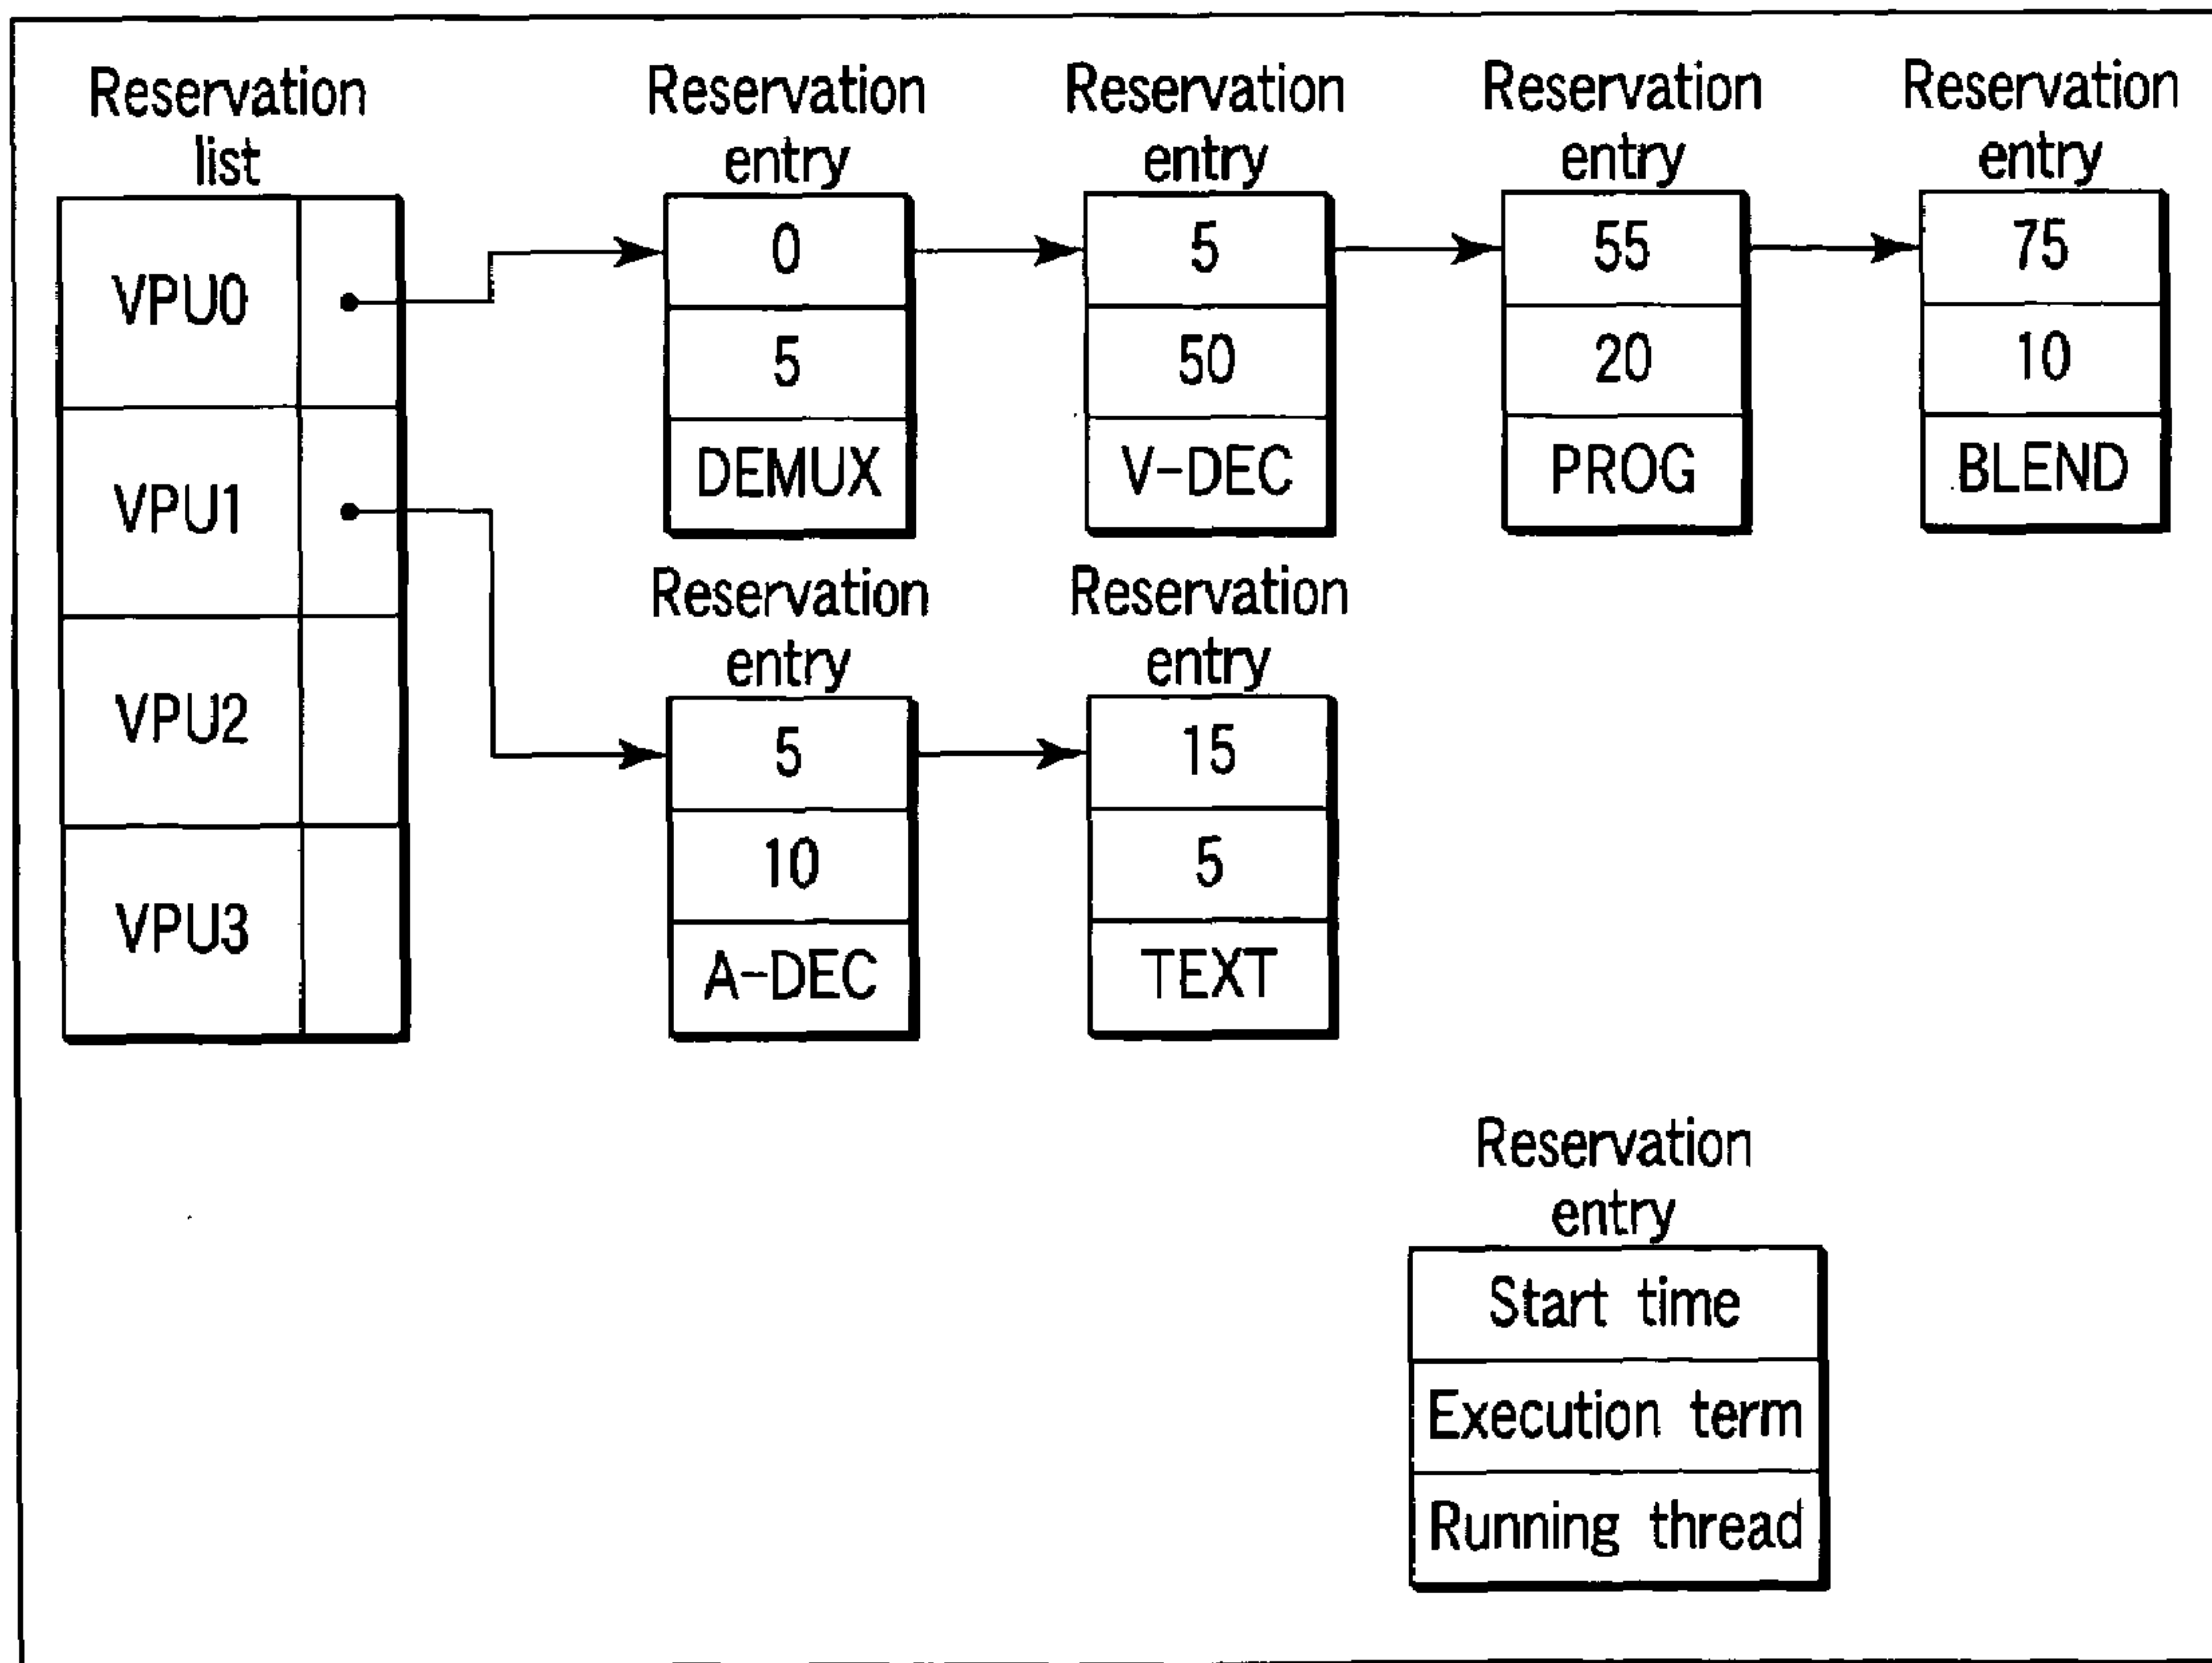 Reservation
list
VPU0
VPU1
VPU2
VPU3
Reservation
entry
0
5
DEMUX
Reservation
entry
5
50
V-DEC
Reservation
entry
55
20
PROG
Reservation
entry
75
10
BLEND
Reservation
entry
5
10
A-DEC
Reservation
entry
15
5
TEXT
Reservation
entry
Start time
Execution term
Running thread